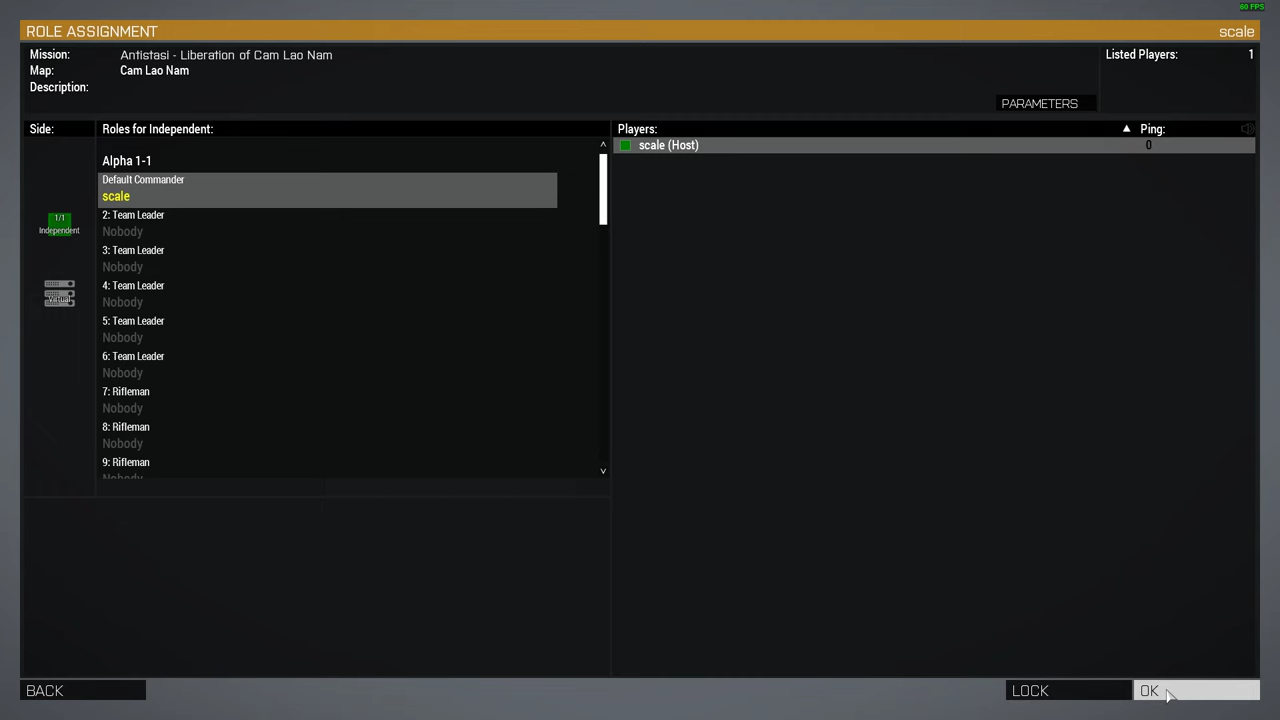 60 FPS
ROLE ASSIGNMENT
scale
Mission: Antistasi - Liberation of Cam Lao Nam
Listed Players: 1
Map: Cam Lao Nam
Description:
PARAMETERS
Side:
Roles for Independent:
Players:
Ping:
Alpha 1-1
scale (Host) 0
Default Commander
scale
2: Team Leader
Nobody
3: Team Leader
Nobody
4: Team Leader
Nobody
5: Team Leader
Nobody
6: Team Leader
Nobody
7: Rifleman
Nobody
8: Rifleman
Nobody
9: Rifleman
Nobody
1/1
Independent
Virtual
BACK
LOCK
OK